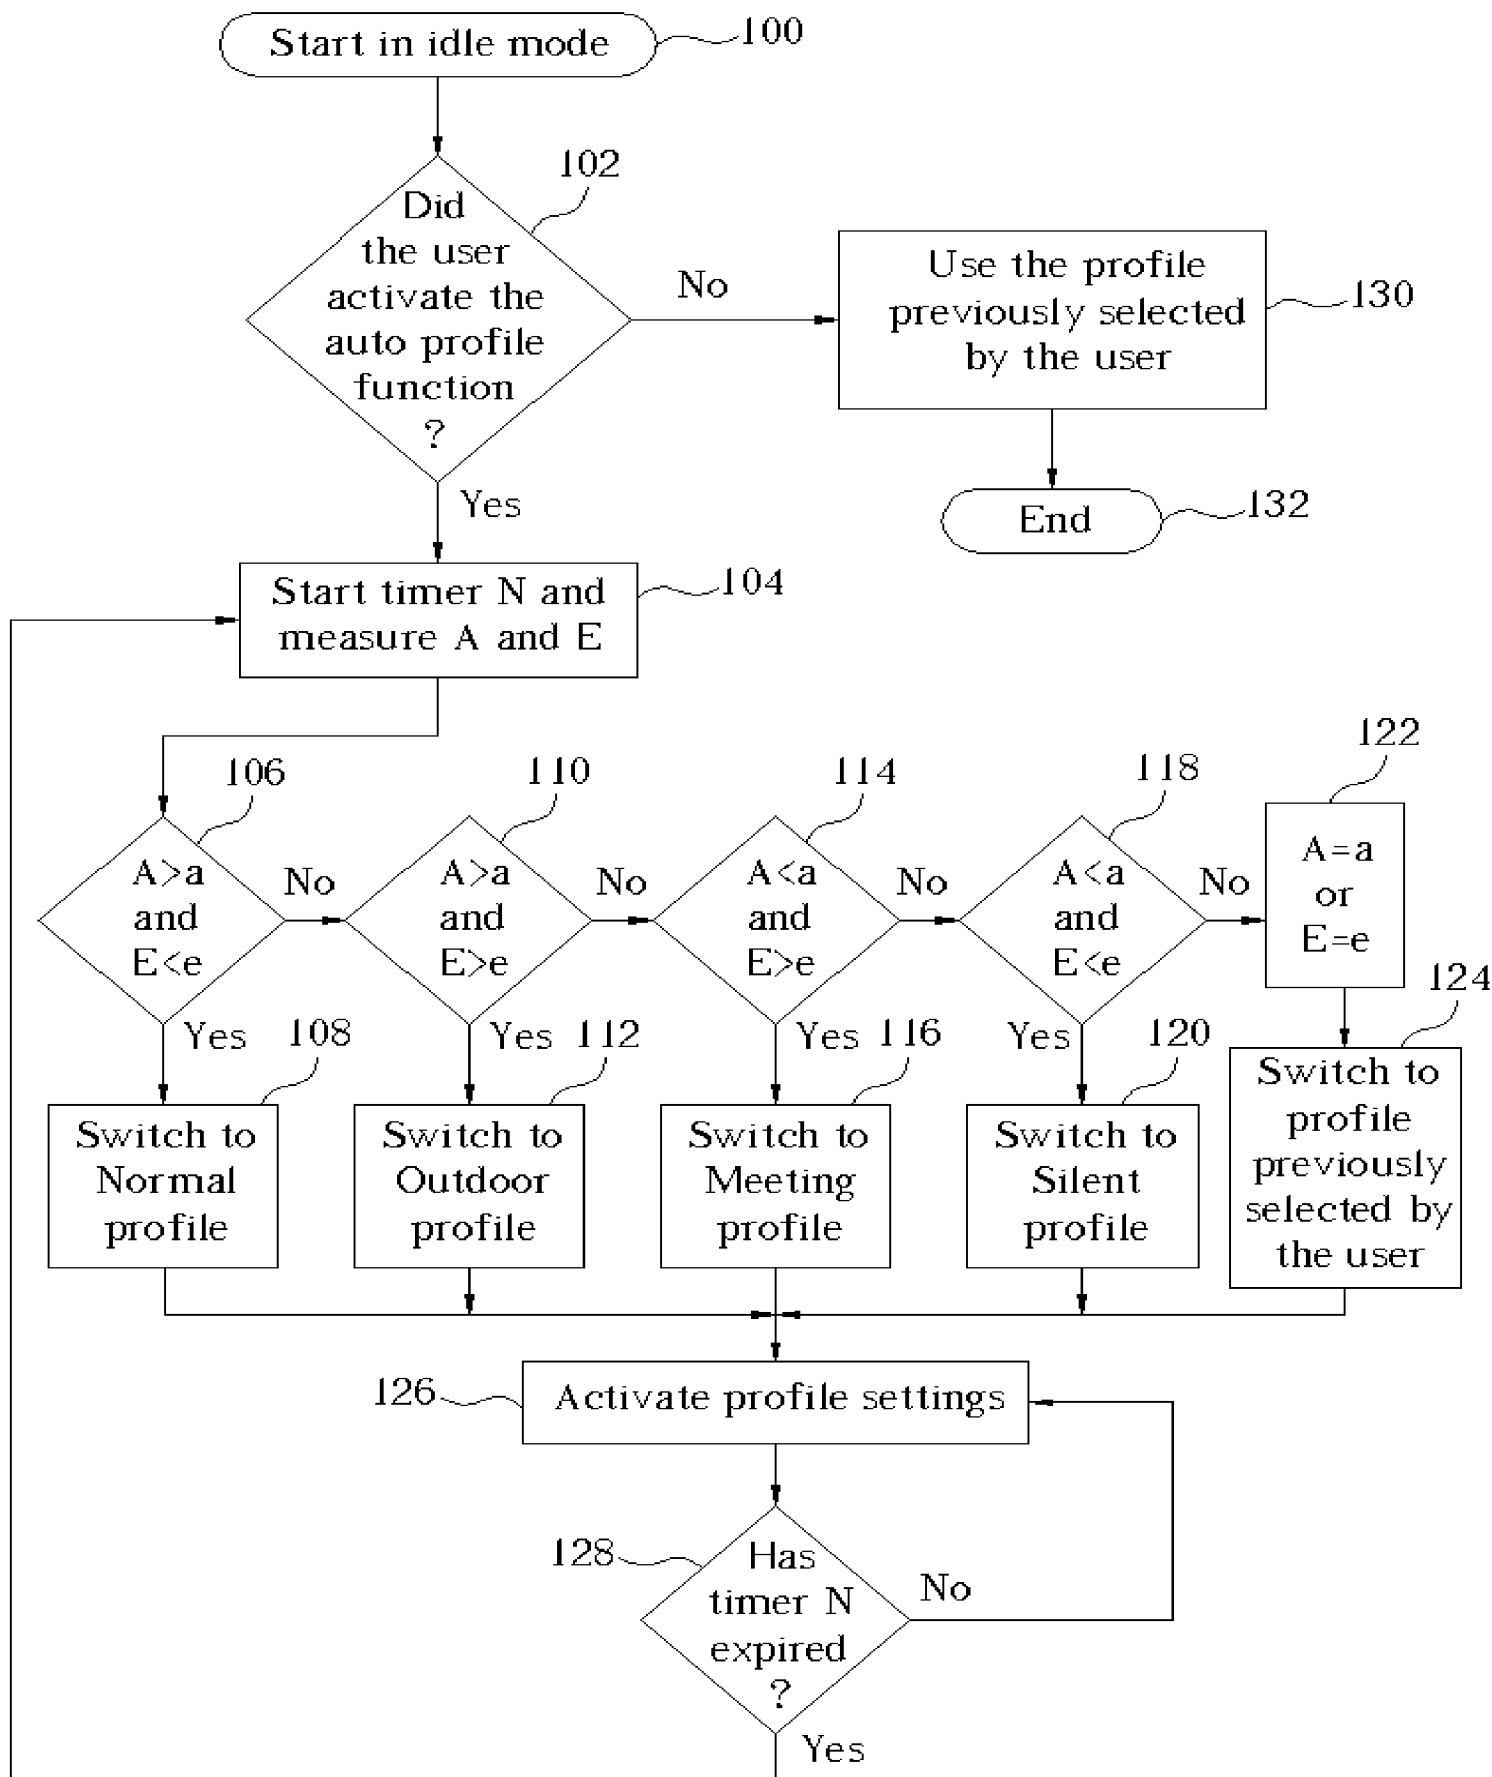 Start in idle mode
100
102
Did
the user
activate the
auto profile
function
?
No
Use the profile
previously selected
by the user
130
Yes
End
132
Start timer N and
measure A and E
104
106
110
114
118
122
A>a
and
E<e
No
A>a
and
E>e
No
A<a
and
E>e
No
A<a
and
E<e
No
A=a
or
E=e
Yes
108
Yes
112
Yes
116
Yes
120
124
Switch to
Normal
profile
Switch to
Outdoor
profile
Switch to
Meeting
profile
Switch to
Silent
profile
Switch to
profile
previously
selected by
the user
126
Activate profile settings
128
Has
timer N
expired
?
No
Yes